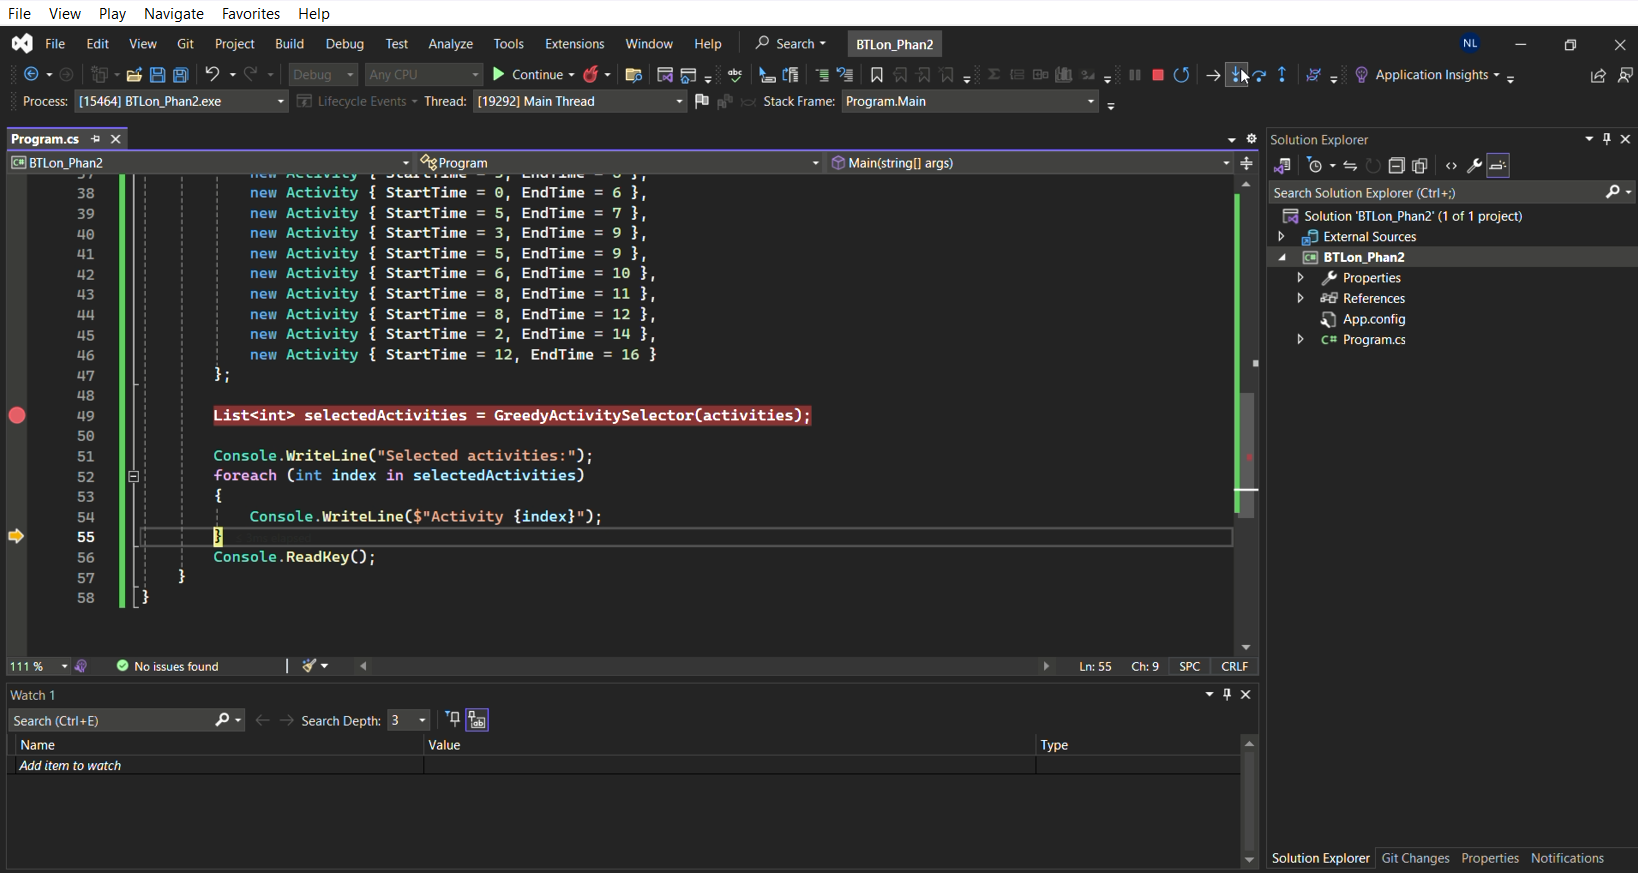 File View Play Navigate Favorites Help
File Edit View Git Project Build Debug Test Analyze Tools Extensions Window Help Search BTLon_Phan2 NL
Debug Any CPU Continue Application Insights
Process: [15464] BTLon_Phan2.exe Lifecycle Events Thread: [19292] Main Thread Stack Frame: Program.Main
Program.cs
BTLon_Phan2 Program Main(string[] args)
38 new Activity { StartTime = 0, EndTime = 6 },
39 new Activity { StartTime = 5, EndTime = 7 },
40 new Activity { StartTime = 3, EndTime = 9 },
41 new Activity { StartTime = 5, EndTime = 9 },
42 new Activity { StartTime = 6, EndTime = 10 },
43 new Activity { StartTime = 8, EndTime = 11 },
44 new Activity { StartTime = 8, EndTime = 12 },
45 new Activity { StartTime = 2, EndTime = 14 },
46 new Activity { StartTime = 12, EndTime = 16 }
47 };
48
49 List<int> selectedActivities = GreedyActivitySelector(activities);
50
51 Console.WriteLine("Selected activities:");
52 foreach (int index in selectedActivities)
53 {
54 Console.WriteLine($"Activity {index}");
55 }
56 Console.ReadKey();
57 }
58 }
111 % No issues found Ln: 55 Ch: 9 SPC CRLF
Watch 1
Search (Ctrl+E) Search Depth: 3
Name Value Type
Add item to watch
Solution Explorer
Search Solution Explorer (Ctrl+;)
Solution 'BTLon_Phan2' (1 of 1 project)
External Sources
BTLon_Phan2
Properties
References
App.config
Program.cs
Solution Explorer Git Changes Properties Notifications